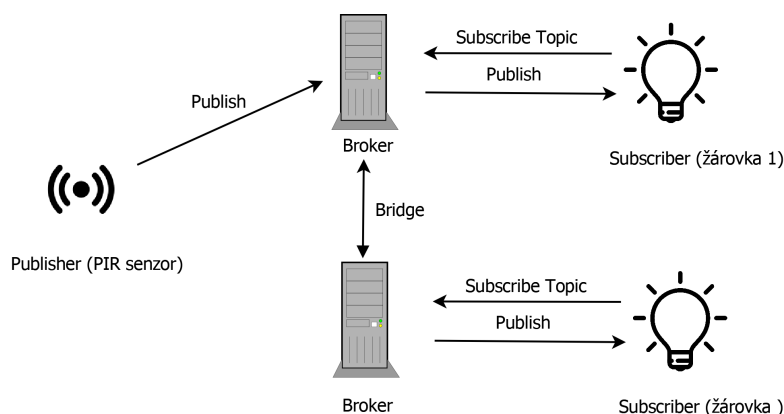 Subscribe Topic
Publish
Publish
Broker
Subscriber (žárovka 1)
Bridge
Publisher (PIR senzor)
Subscribe Topic
Publish
Broker
Subscriber (žárovka )